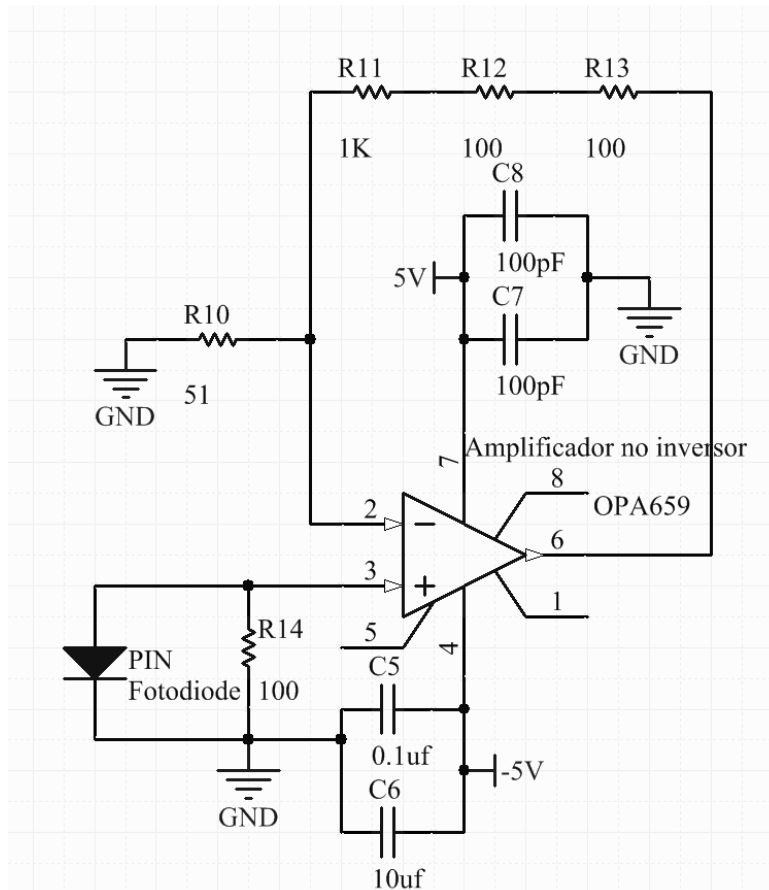 R11
R12
R13
1K
100
100
C8
100pF
5V
C7
GND
100pF
R10
51
GND
7
Amplificador no inversor
8
OPA659
2
6
3
1
5
4
R14
PIN
Fotodiode
100
C5
0.1uf
-5V
C6
GND
10uf